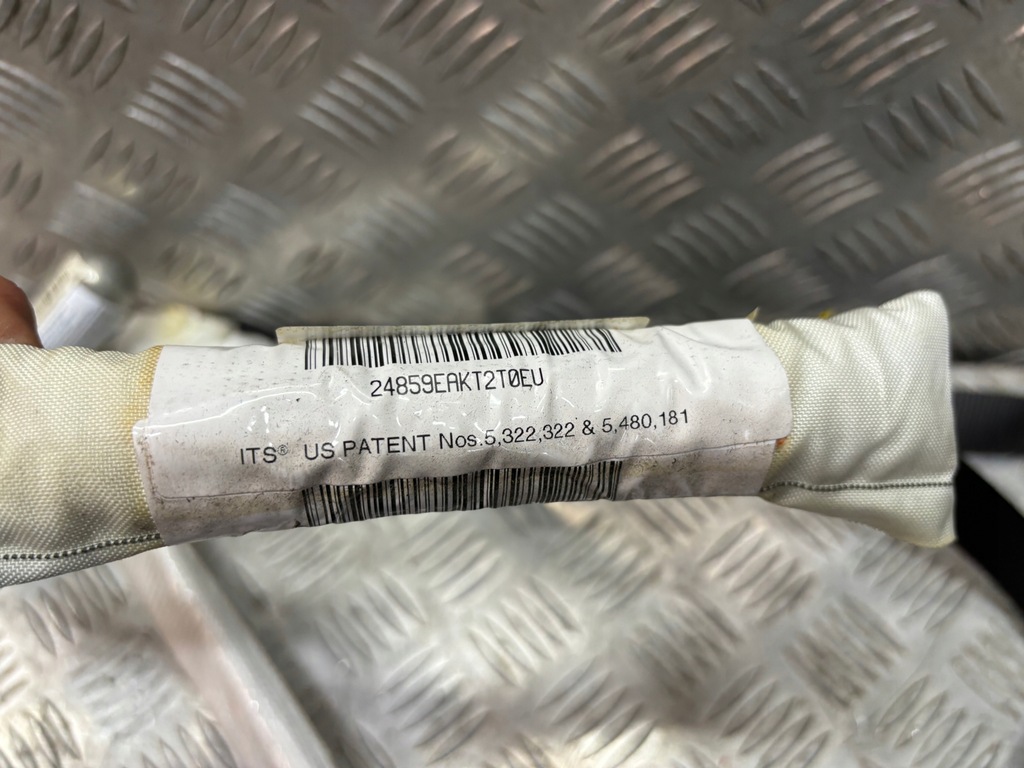 24859EAKT2T0EU
ITS® US PATENT Nos.5,322,322 & 5,480,181